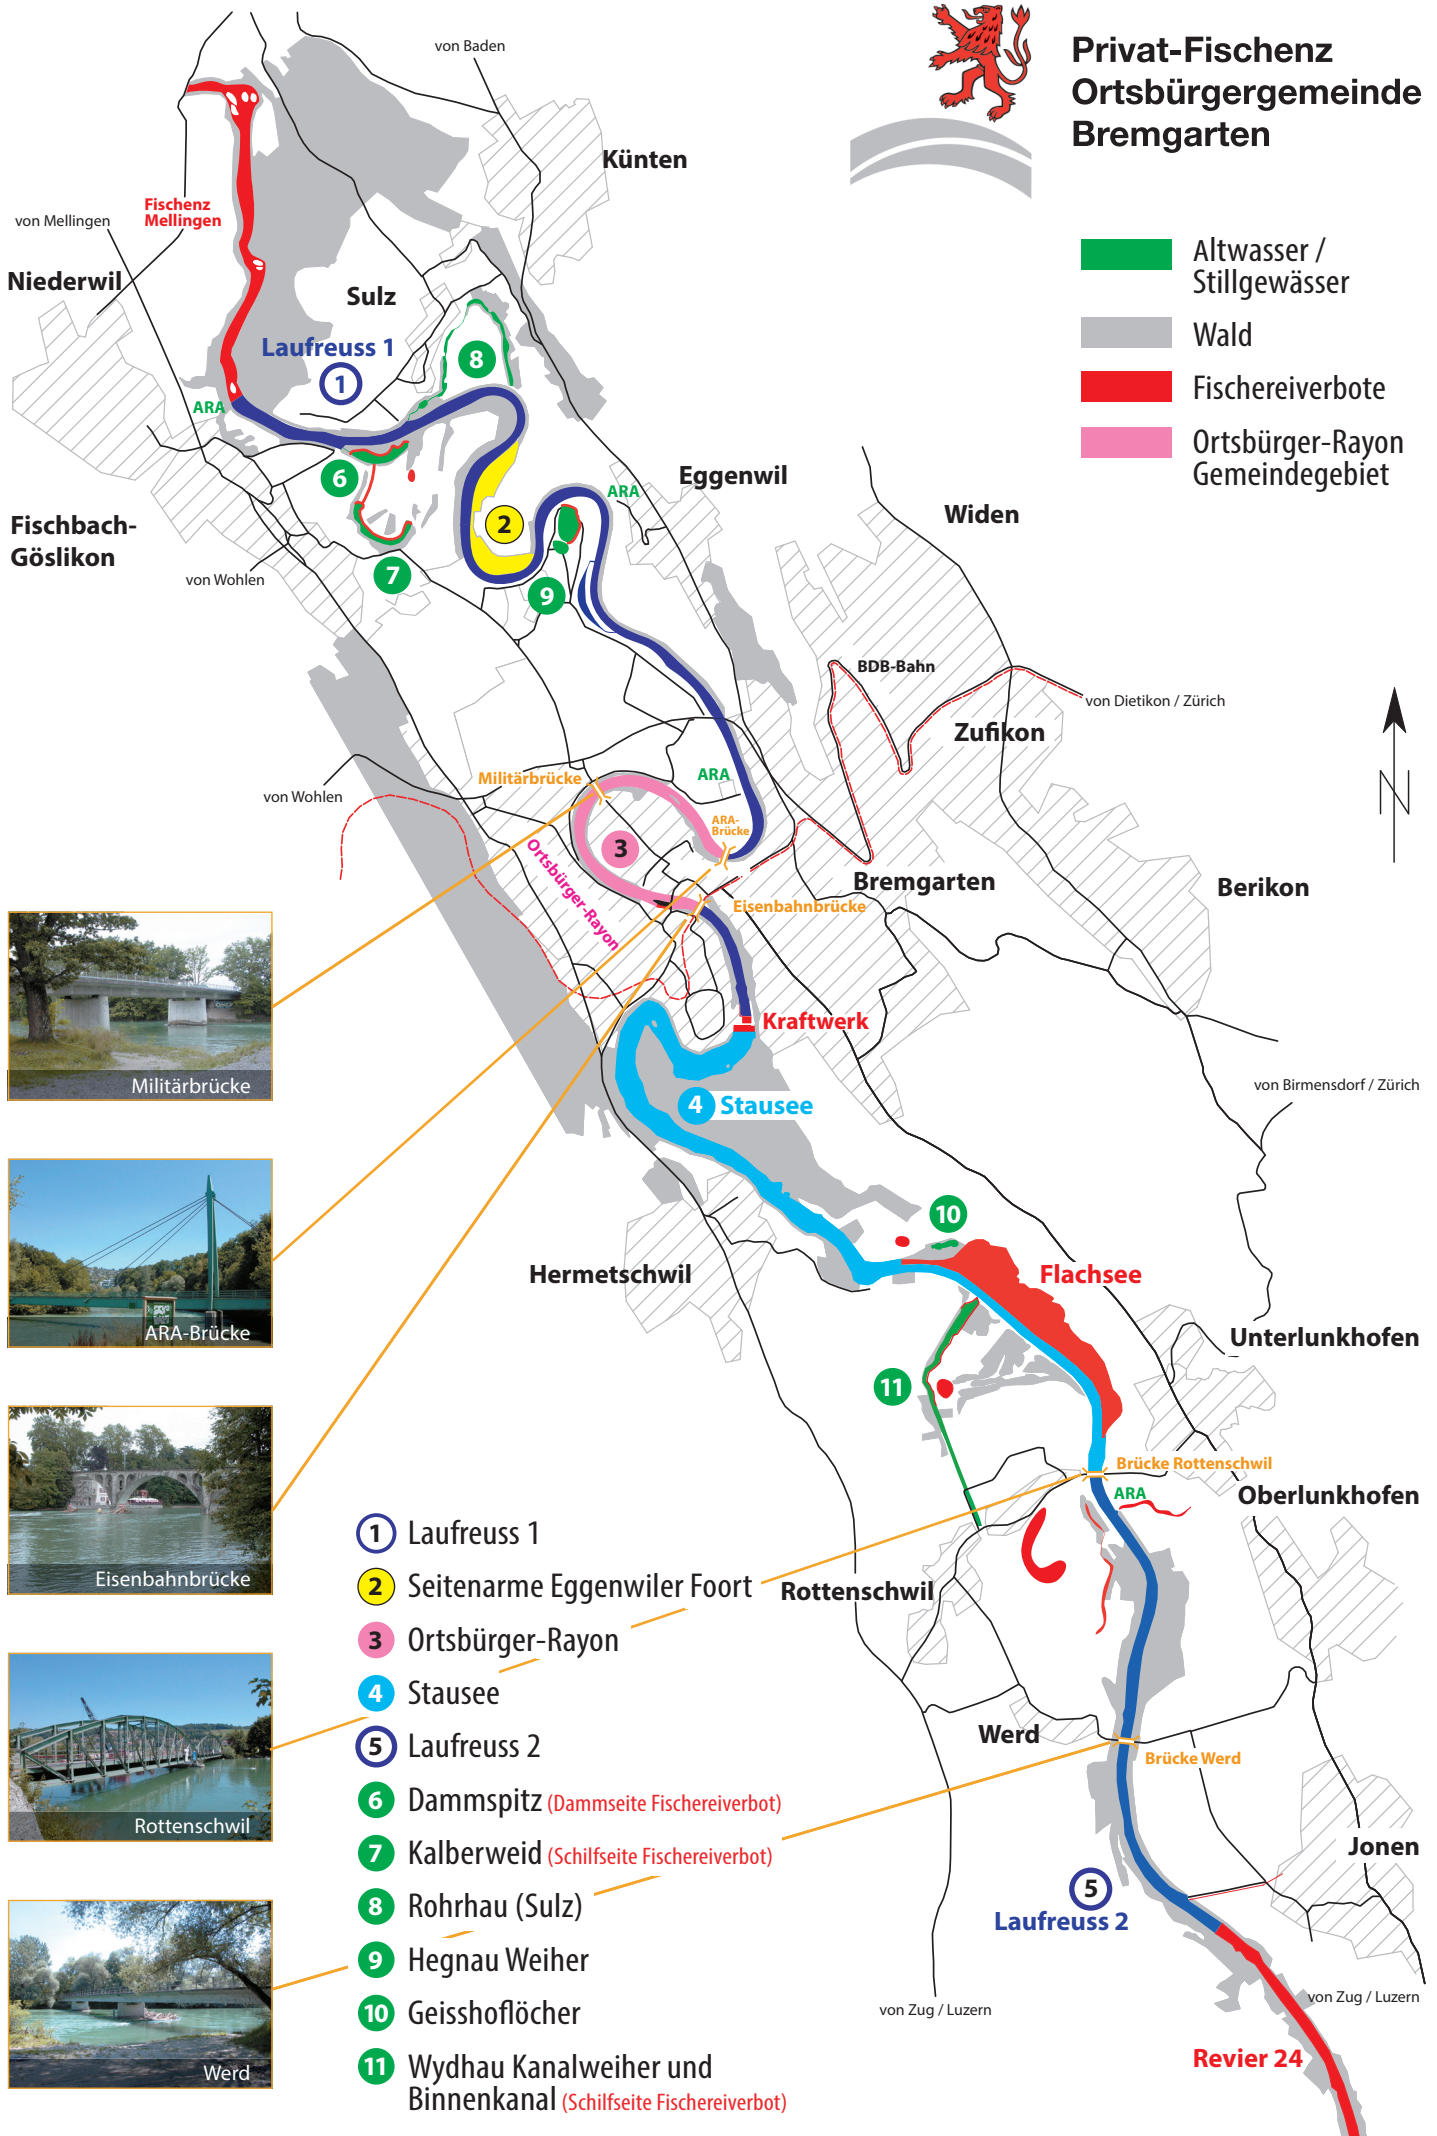 Privat-Fischenz
Ortsbürgergemeinde
Bremgarten
Altwasser /
Stillgewässer
Wald
Fischereiverbote
Ortsbürger-Rayon
Gemeindegebiet
von Baden
Künten
Fischenz
Mellingen
von Mellingen
Niederwil
Sulz
Laufreuss 1
1
8
ARA
6
2
ARA
Eggenwil
Widen
Fischbach-
Göslikon
von Wohlen
7
9
BDB-Bahn
von Dietikon / Zürich
Zufikon
Militärbrücke
ARA
von Wohlen
ARA-
Brücke
3
Ortsbürger-Rayon
Bremgarten
Berikon
Eisenbahnbrücke
N
Kraftwerk
Militärbrücke
von Birmensdorf / Zürich
4
Stausee
10
Hermetschwil
Flachsee
ARA-Brücke
Unterlunkhofen
11
Brücke Rottenschwil
ARA
Oberlunkhofen
Eisenbahnbrücke
Rottenschwil
Werd
Brücke Werd
Rottenschwil
Jonen
5
Laufreuss 2
von Zug / Luzern
von Zug / Luzern
Revier 24
Werd
1 Laufreuss 1
2 Seitenarme Eggenwiler Foort
3 Ortsbürger-Rayon
4 Stausee
5 Laufreuss 2
6 Dammspitz (Dammseite Fischereiverbot)
7 Kalberweid (Schilfseite Fischereiverbot)
8 Rohrhau (Sulz)
9 Hegnau Weiher
10 Geisshoflöcher
11 Wydhau Kanalweiher und
Binnenkanal (Schilfseite Fischereiverbot)